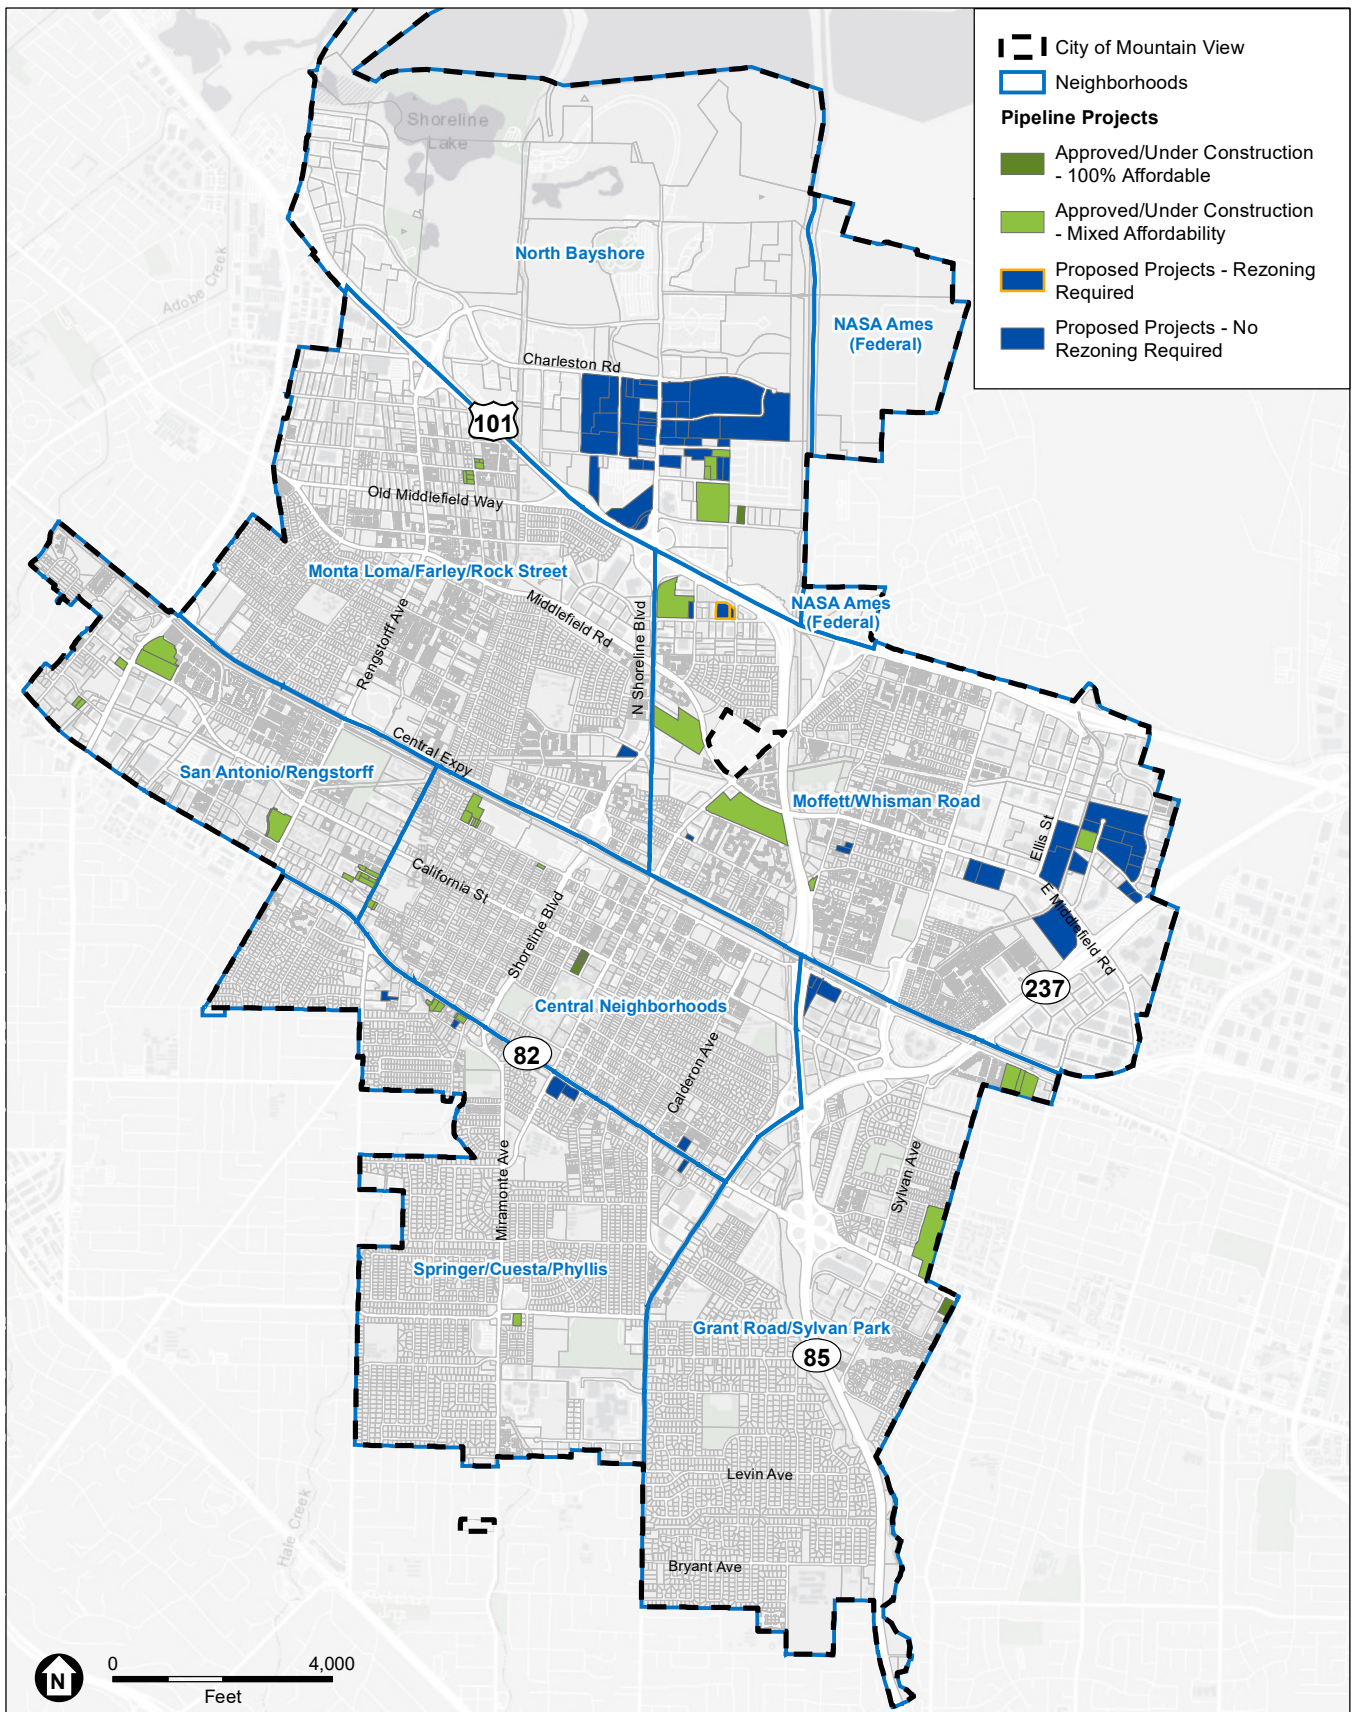 City of Mountain View
Neighborhoods
Pipeline Projects
Approved/Under Construction
- 100% Affordable
Approved/Under Construction
- Mixed Affordability
Proposed Projects - Rezoning
Required
Proposed Projects - No
Rezoning Required
Shoreline
Lake
North Bayshore
Adobe Creek
NASA Ames
(Federal)
Charleston Rd
101
Old Middlefield Way
Monta Loma/Farley/Rock Street
Middlefield Rd
NASA Ames
(Federal)
Rengstorff Ave
N Shoreline Blvd
Central Expy
San Antonio/Rengstorff
Moffett/Whisman Road
Ellis St
California St
E Middlefield Rd
Shoreline Blvd
237
Central Neighborhoods
82
Calderon Ave
Miramonte Ave
Sylvan Ave
Springer/Cuesta/Phyllis
Grant Road/Sylvan Park
85
Levin Ave
Hale Creek
Bryant Ave
N
0
4,000
Feet